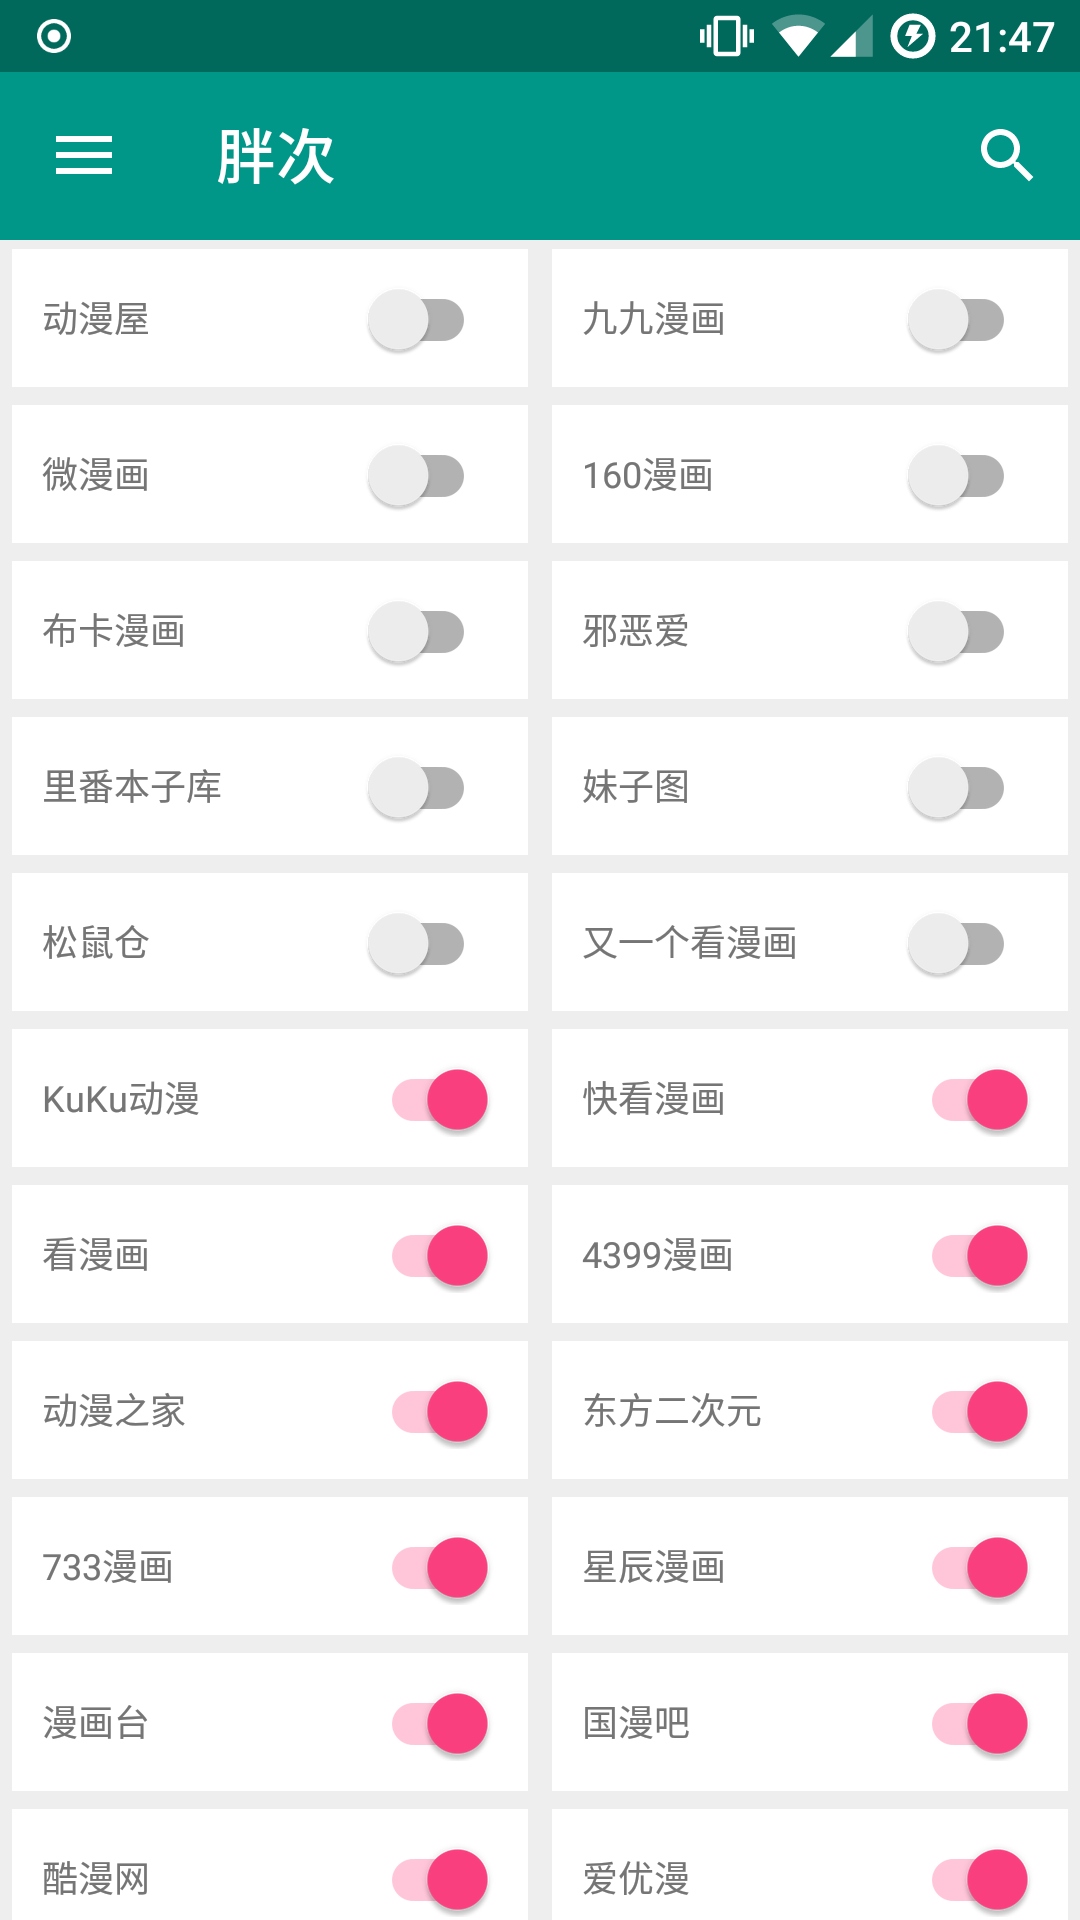 21:47
胖次
动漫屋
九九漫画
微漫画
160漫画
布卡漫画
邪恶爱
里番本子库
妹子图
松鼠仓
又一个看漫画
KuKu动漫
快看漫画
看漫画
4399漫画
动漫之家
东方二次元
733漫画
星辰漫画
漫画台
国漫吧
酷漫网
爱优漫